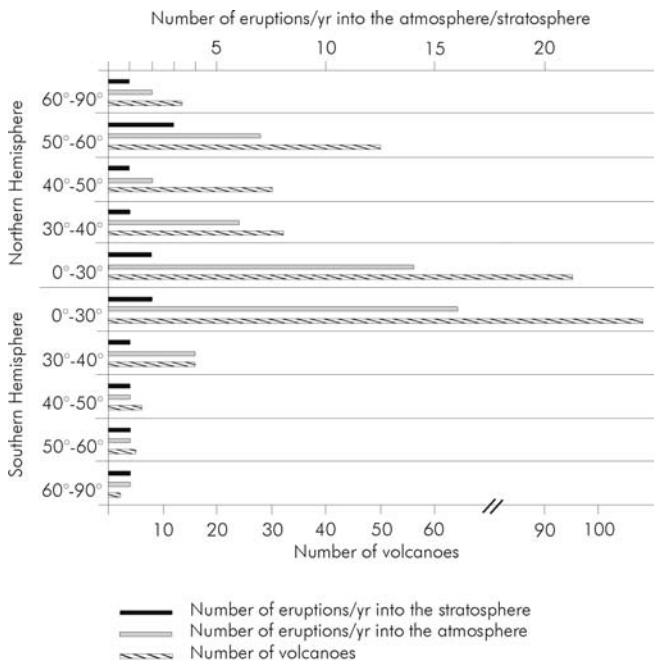 Number of eruptions/yr into the atmosphere/stratosphere
5 10 15 20
Northern Hemisphere
60°-90°
50°-60°
40°-50°
30°-40°
0°-30°
Southern Hemisphere
0°-30°
30°-40°
40°-50°
50°-60°
60°-90°
10 20 30 40 50 60 90 100
Number of volcanoes
Number of eruptions/yr into the stratosphere
Number of eruptions/yr into the atmosphere
Number of volcanoes